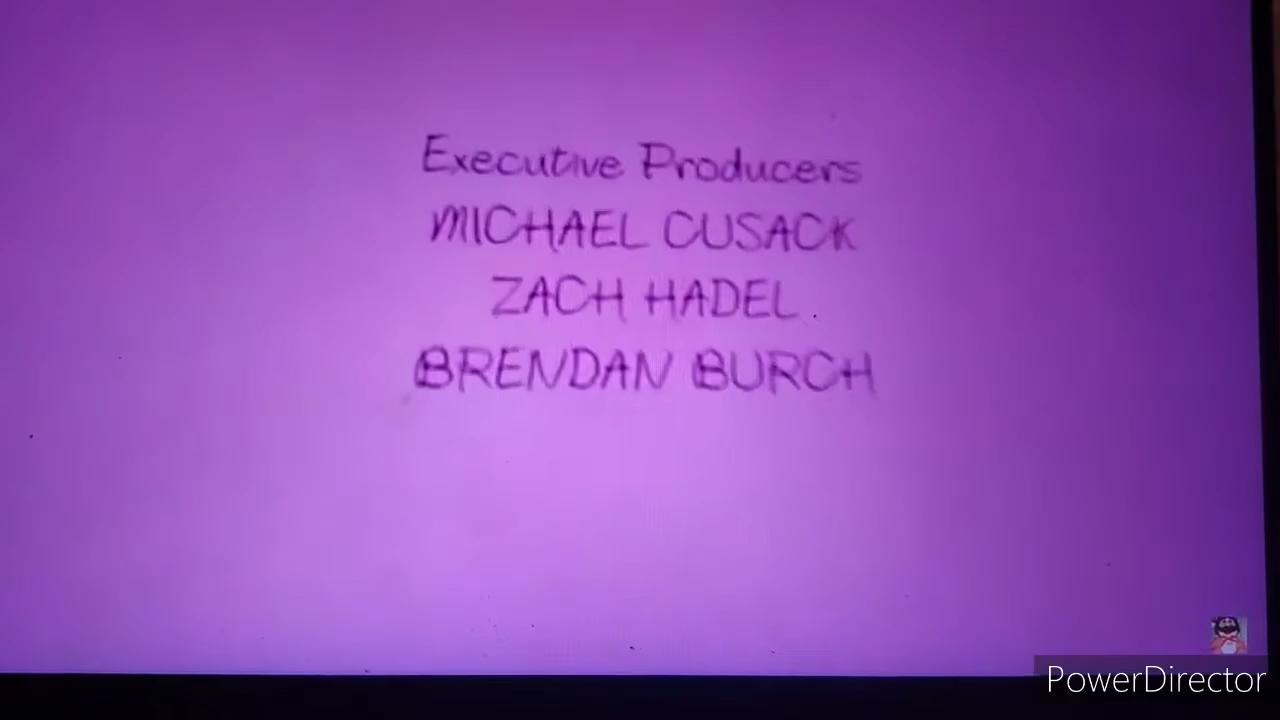 Executive Producers
MICHAEL CUSACK
ZACH HADEL
BRENDAN BURCH
PowerDirector